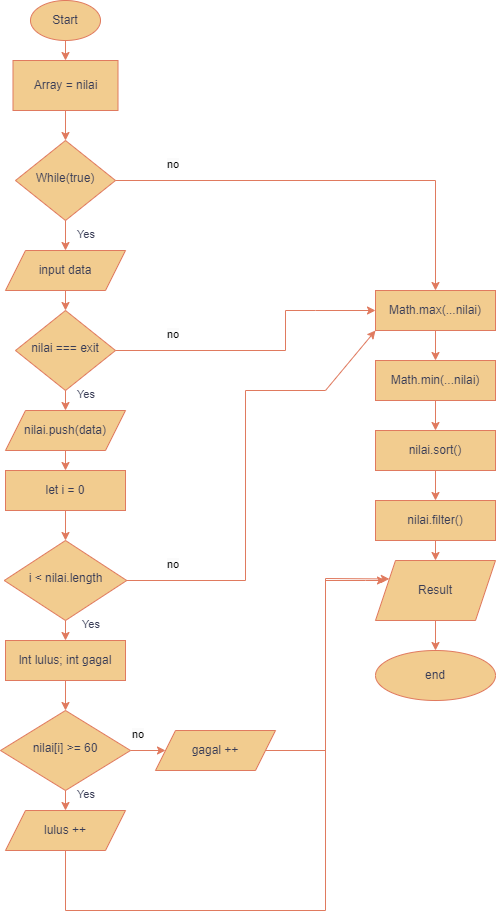 Start
Array = nilai
While(true)
no
Yes
input data
nilai === exit
no
Yes
nilai.push(data)
let i = 0
i < nilai.length
no
Yes
Int lulus; int gagal
nilai[i] >= 60
no
gagal ++
Yes
lulus ++
Math.max(...nilai)
Math.min(...nilai)
nilai.sort()
nilai.filter()
Result
end